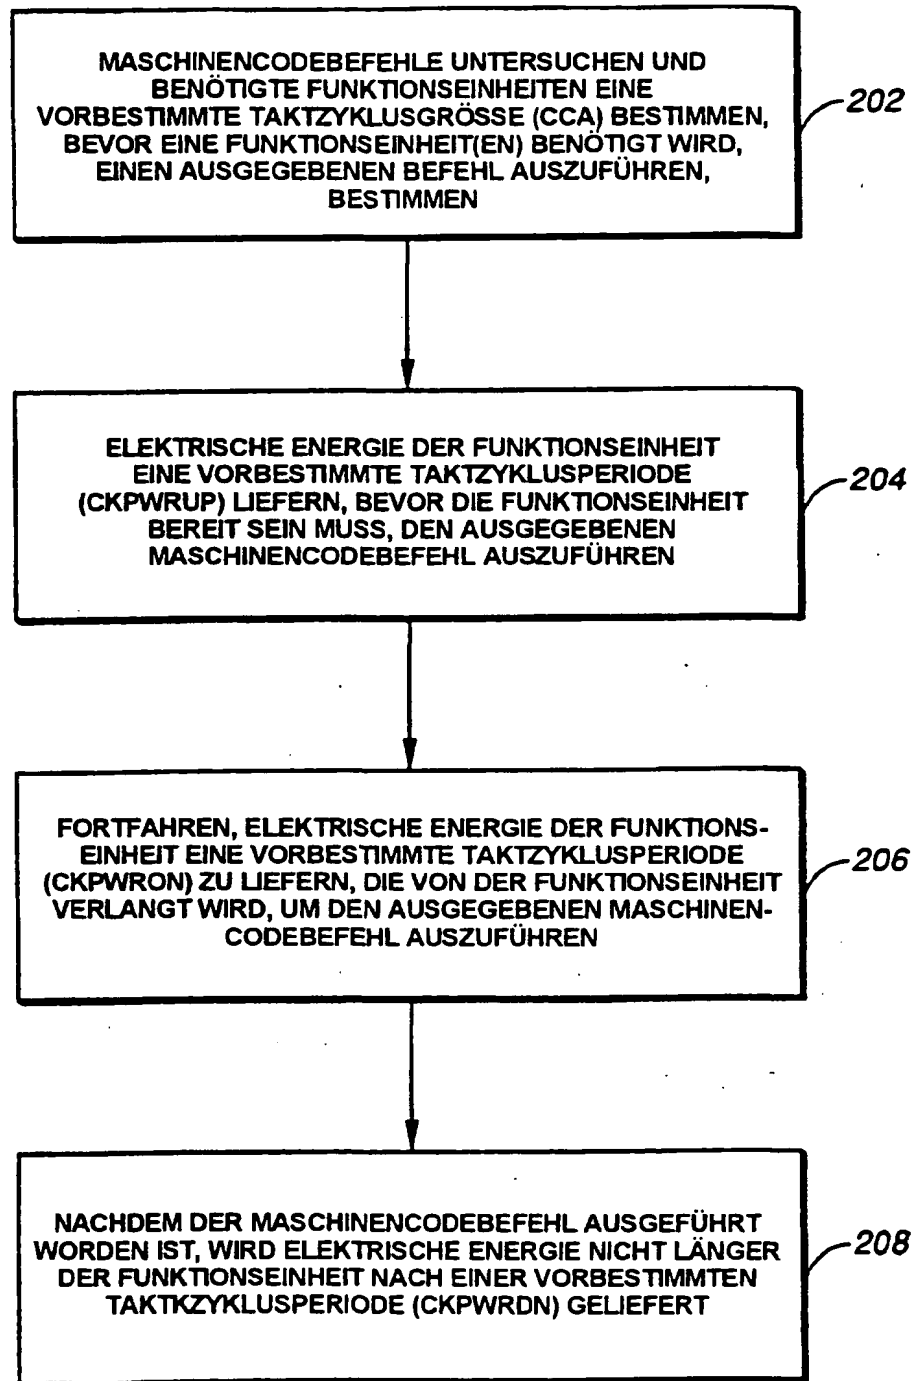 MASCHINENCODEBEFEHLE UNTERSUCHEN UND
BENÖTIGTE FUNKTIONSEINHEITEN EINE
VORBESTIMMTE TAKTZYKLUSGRÖSSE (CCA) BESTIMMEN,
BEVOR EINE FUNKTIONSEINHEIT(EN) BENÖTIGT WIRD,
EINEN AUSGEGEBENEN BEFEHL AUSZUFÜHREN,
BESTIMMEN
202
ELEKTRISCHE ENERGIE DER FUNKTIONSEINHEIT
EINE VORBESTIMMTE TAKTZYKLUSPERIODE
(CKPWRUP) LIEFERN, BEVOR DIE FUNKTIONSEINHEIT
BEREIT SEIN MUSS, DEN AUSGEGEBENEN
MASCHINENCODEBEFEHL AUSZUFÜHREN
204
FORTFAHREN, ELEKTRISCHE ENERGIE DER FUNKTIONS-
EINHEIT EINE VORBESTIMMTE TAKTZYKLUSPERIODE
(CKPWRON) ZU LIEFERN, DIE VON DER FUNKTIONSEINHEIT
VERLANGT WIRD, UM DEN AUSGEGEBENEN MASCHINEN-
CODEBEFEHL AUSZUFÜHREN
206
NACHDEM DER MASCHINENCODEBEFEHL AUSGEFÜHRT
WORDEN IST, WIRD ELEKTRISCHE ENERGIE NICHT LÄNGER
DER FUNKTIONSEINHEIT NACH EINER VORBESTIMMTEN
TAKTKZYKLUSPERIODE (CKPWRDN) GELIEFERT
208